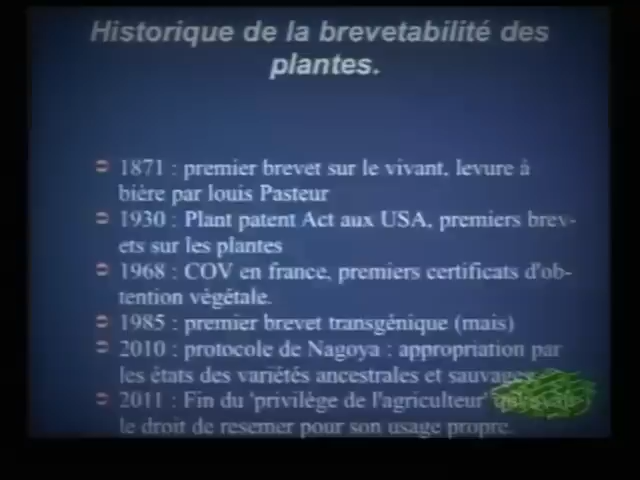 Historique de la brevetabilité des
plantes.
1871 : premier brevet sur le vivant, levure à
bière par louis Pasteur
1930 : Plant patent Act aux USA, premiers brev-
ets sur les plantes
1968 : COV en france, premiers certificats d'ob-
tention végétale.
1985 : premier brevet transgénique (mais)
2010 : protocole de Nagoya : appropriation par
les états des variétés ancestrales et sauvages
2011 : Fin du 'privilège de l'agriculteur'
le droit de resemer pour son usage propre.